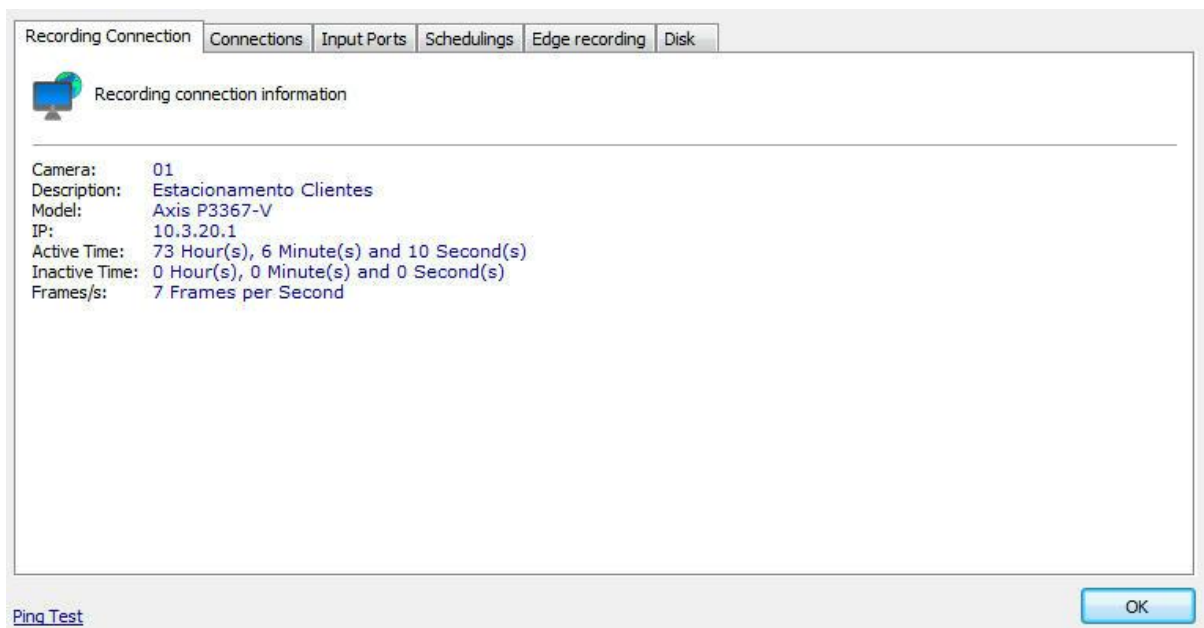 Recording Connection Connections Input Ports Schedulings Edge recording Disk
Recording connection information
Camera: 01
Description: Estacionamento Clientes
Model: Axis P3367-V
IP: 10.3.20.1
Active Time: 73 Hour(s), 6 Minute(s) and 10 Second(s)
Inactive Time: 0 Hour(s), 0 Minute(s) and 0 Second(s)
Frames/s: 7 Frames per Second
Ping Test OK